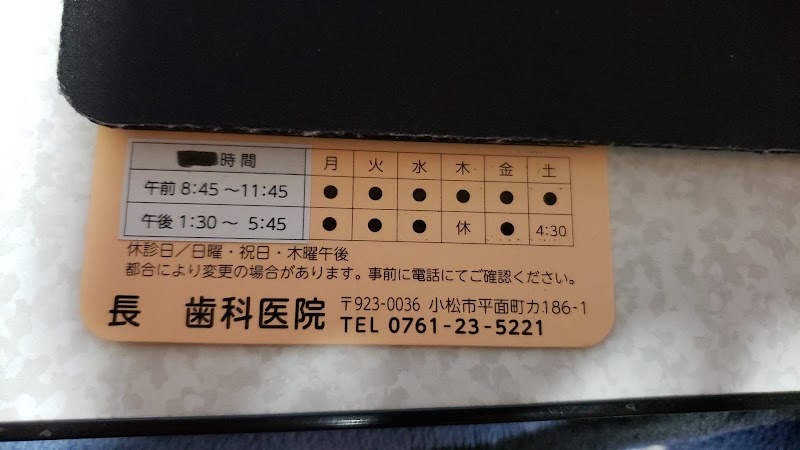 時間 月 火 水 木 金 土
午前 8:45 ～11:45 ● ● ● ● ● ●
午後 1:30 ～ 5:45 ● ● ● 休 ● 4:30
休診日／日曜・祝日・木曜午後
都合により変更の場合があります。事前に電話にてご確認ください。
長 歯科医院 〒923-0036 小松市平面町カ186-1
TEL 0761-23-5221